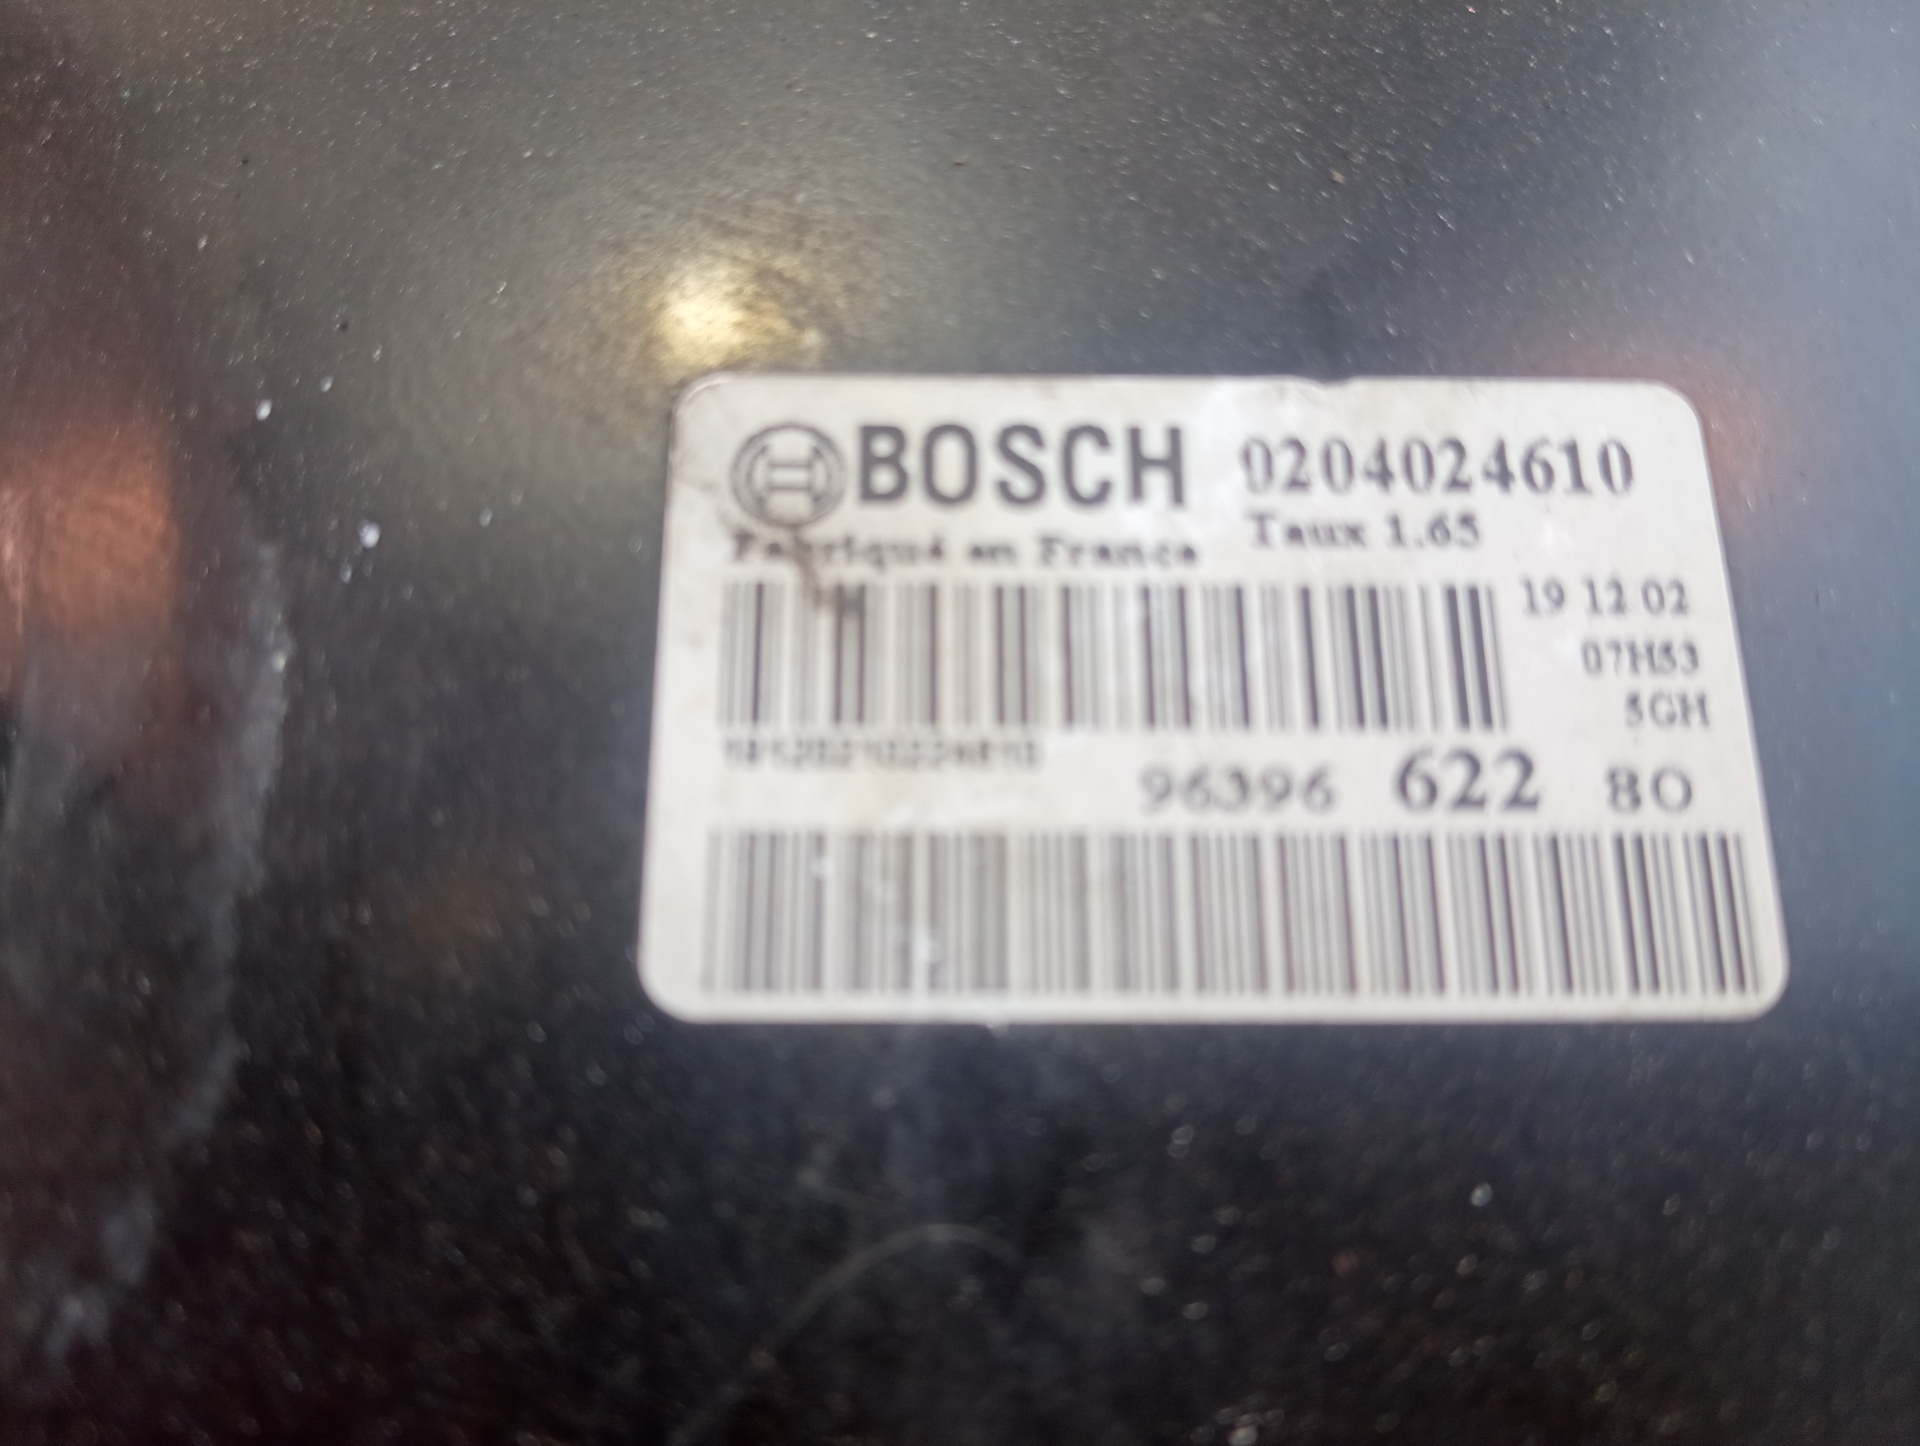 BOSCH 0204024610
Fabriqué en France Taux 1.65
19 12 02
07H53
5GH
96396 622 80